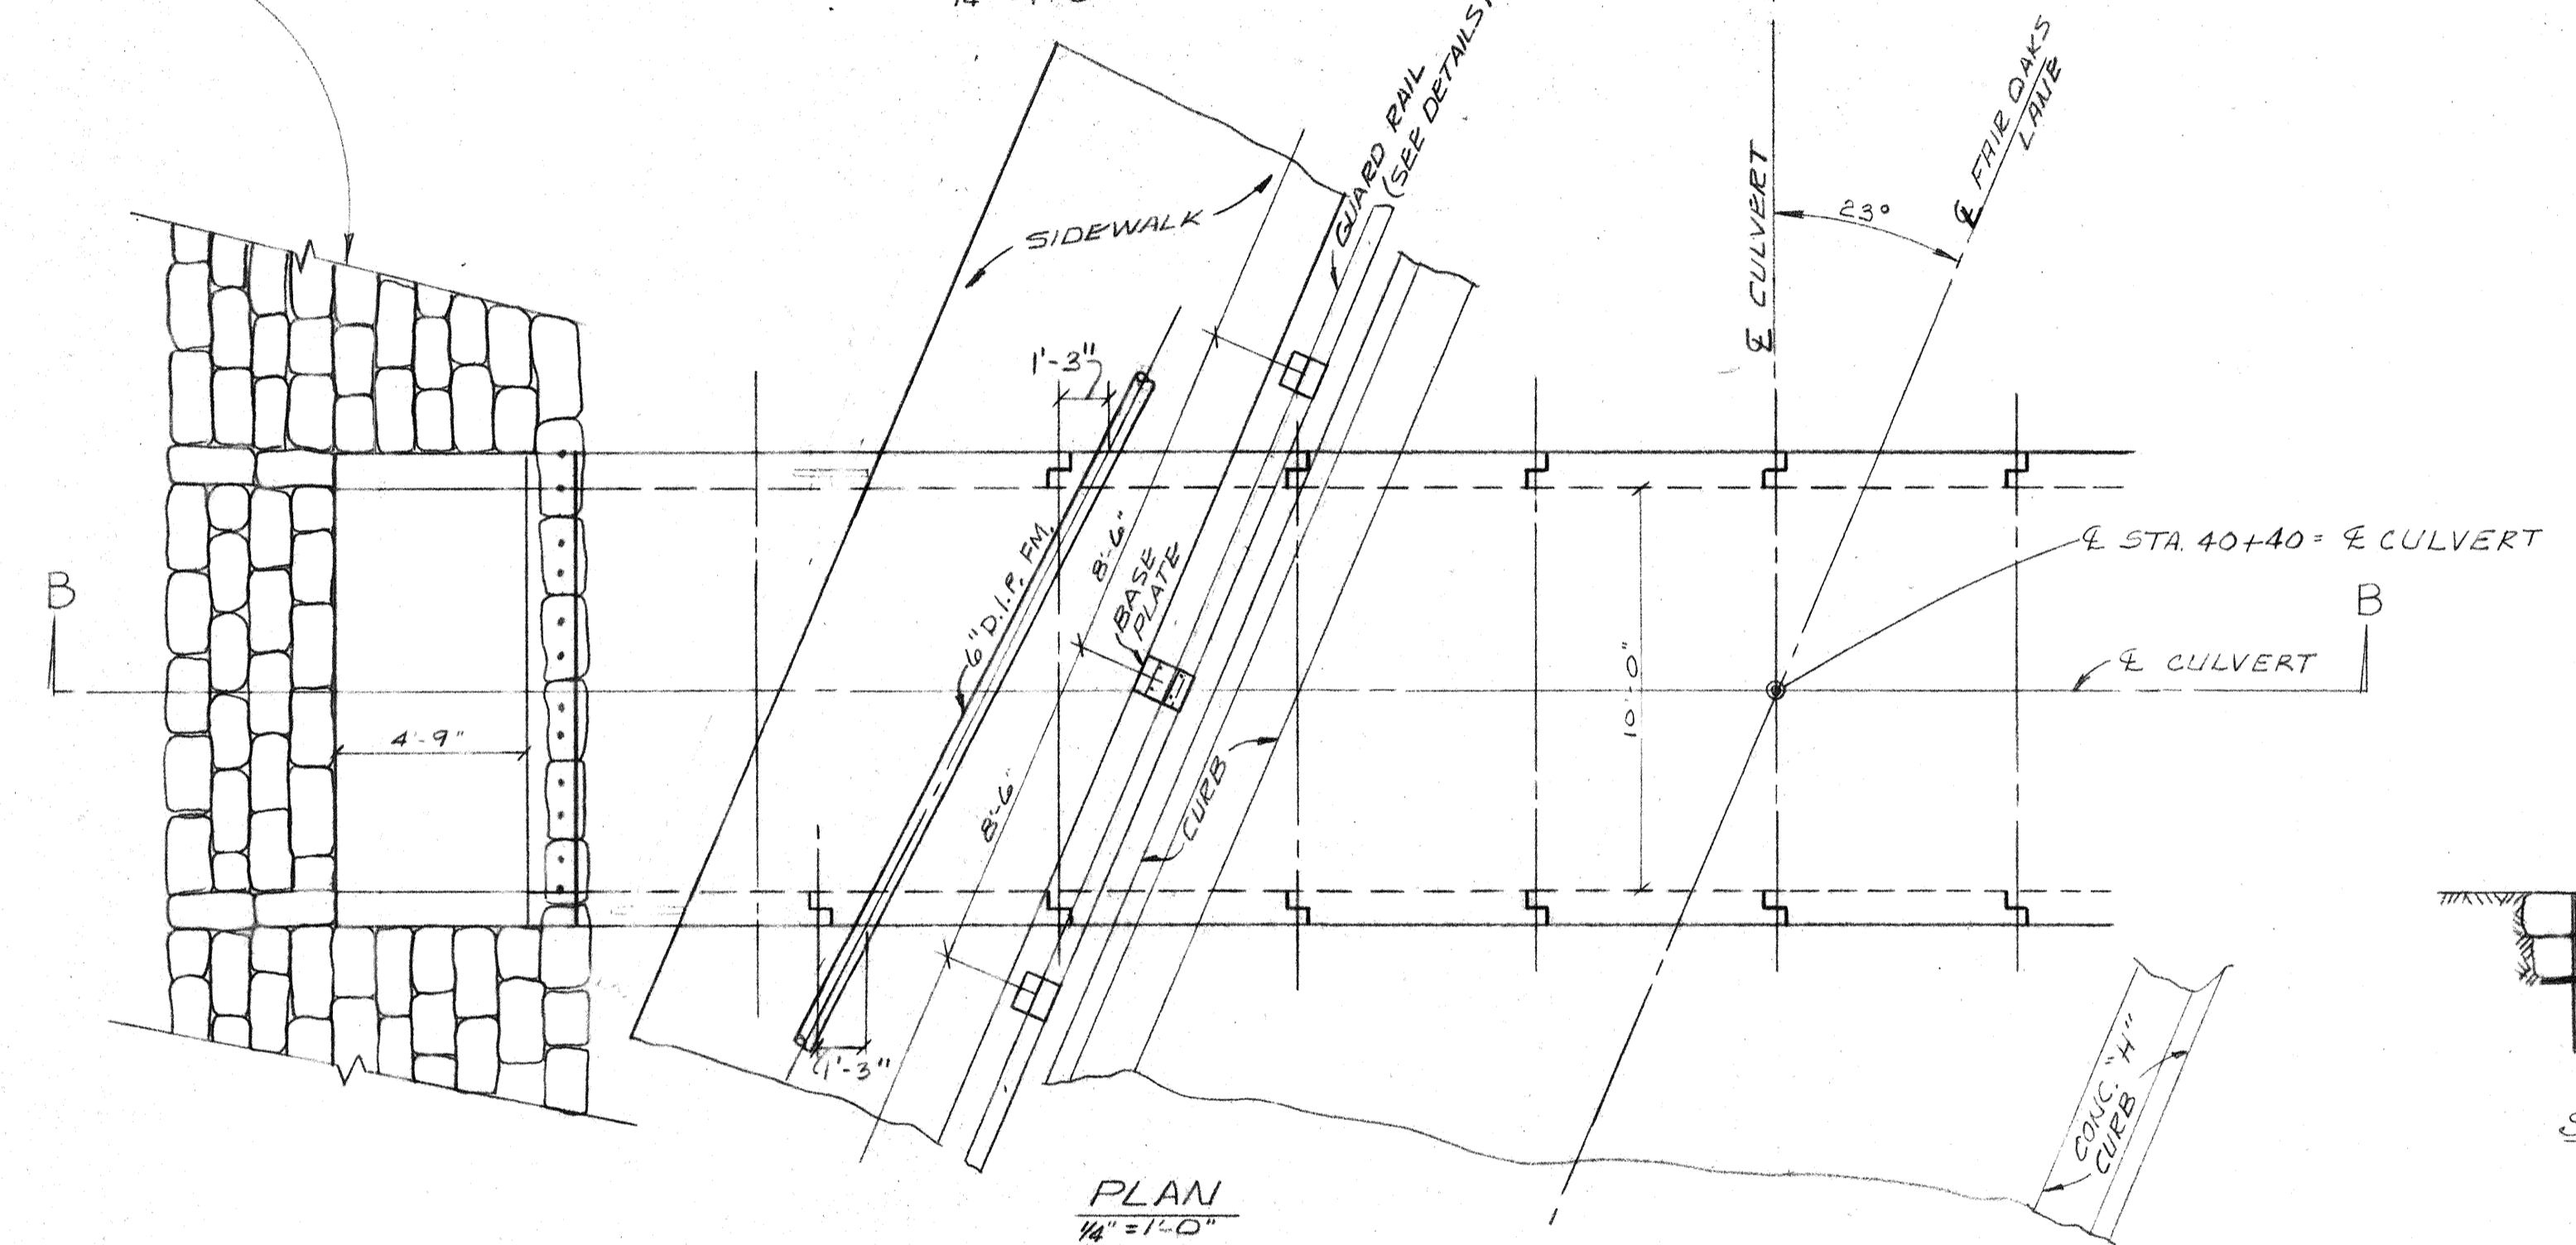 GUARD RAIL
(SEE DETAILS
℄ FAIR OAKS
LANE
SIDEWALK
23°
℄ CULVERT
1'-3"
6" D.I.P. FM.
8'-6"
BASE
PLATE
10'-0"
℄ STA. 40+40 = ℄ CULVERT
B
B
℄ CULVERT
4'-9"
8'-6"
CURB
1'-3"
CONC. "H"
CURB
PLAN
1/4" = 1'-0"